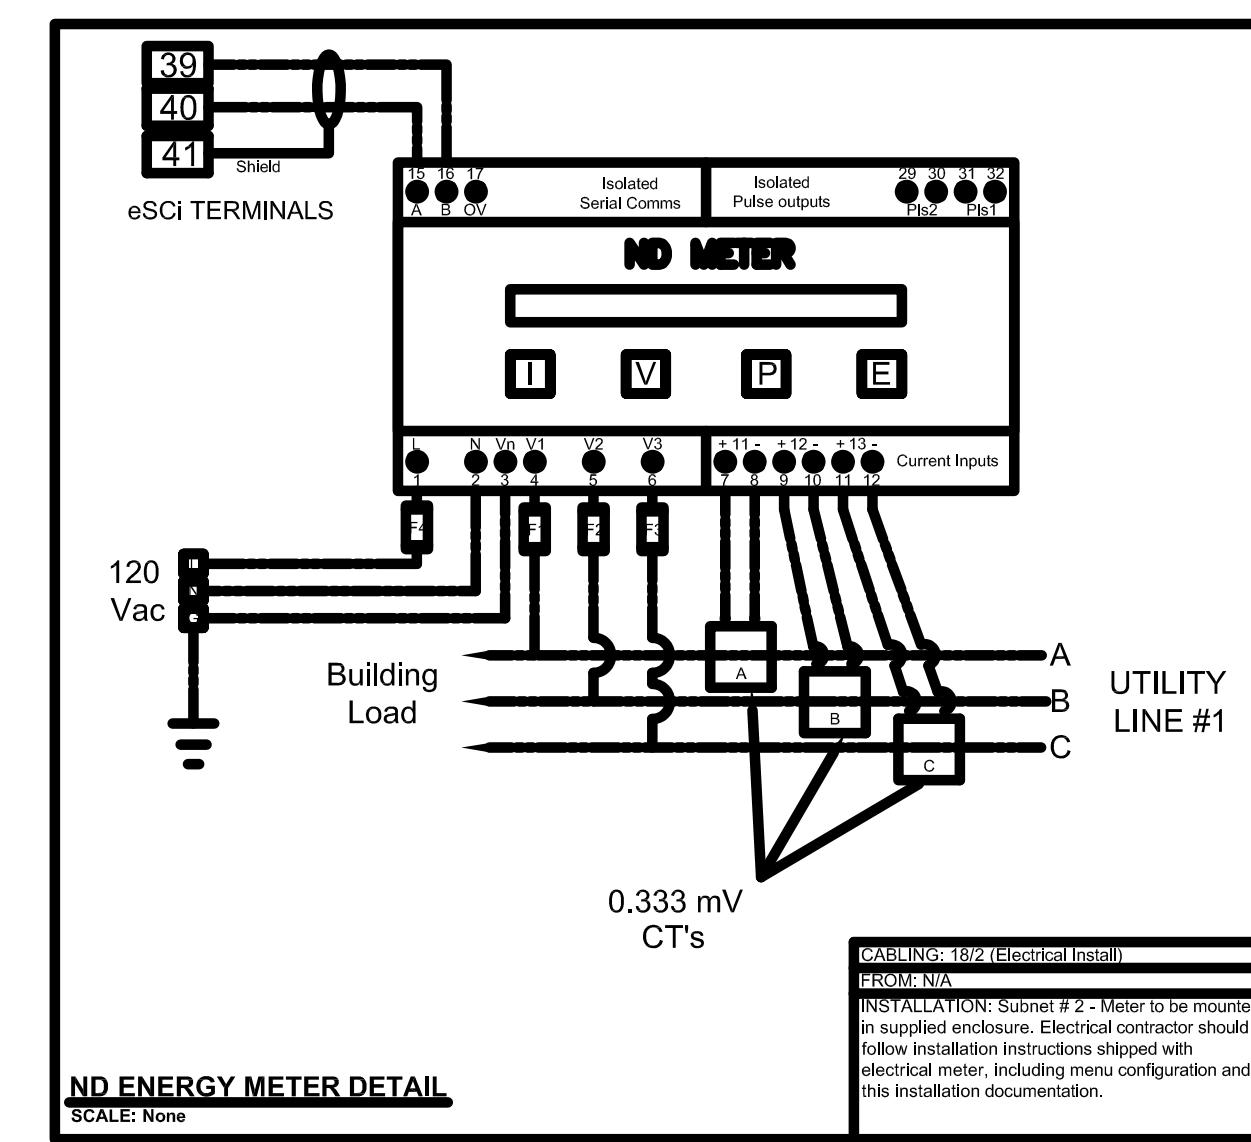 39
40
41
Shield
eSCi TERMINALS
15 16 17
A B OV
Isolated
Serial Comms
Isolated
Pulse outputs
29 30 31 32
Pls2 Pls1
ND METER
I V P E
L N Vn V1 V2 V3
1 2 3 4 5 6
+ 11 - + 12 - + 13 -
7 8 9 10 11 12
Current Inputs
F4 F1 F2 F3
120
Vac
L
N
G
Building
Load
A
B
C
A
B
C
UTILITY
LINE #1
0.333 mV
CT's
CABLING: 18/2 (Electrical Install)
FROM: N/A
INSTALLATION: Subnet # 2 - Meter to be mounte
in supplied enclosure. Electrical contractor should
follow installation instructions shipped with
electrical meter, including menu configuration and
this installation documentation.
ND ENERGY METER DETAIL
SCALE: None